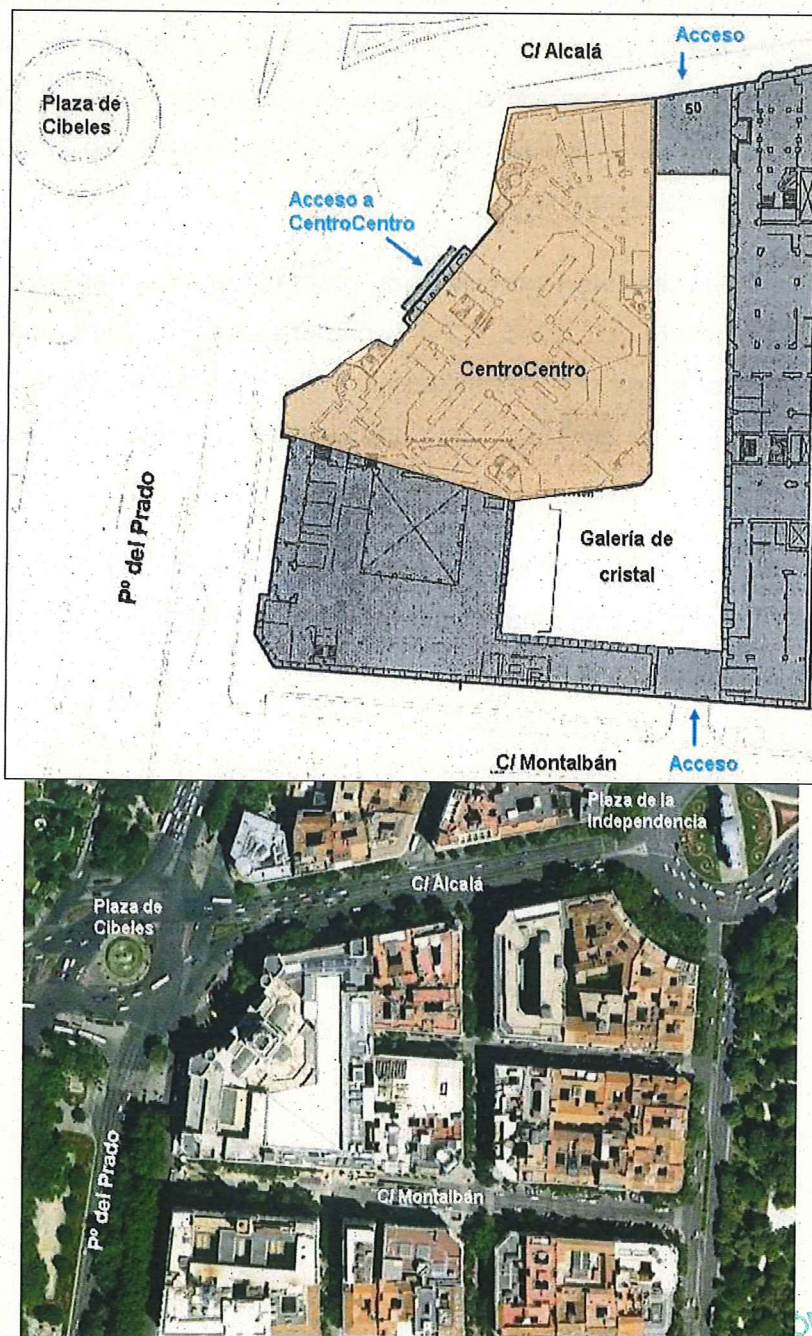 C/ Alcalá
Acceso
Plaza de
Cibeles
50
Acceso a
CentroCentro
CentroCentro
Pº del Prado
Galería de
cristal
C/ Montalbán
Acceso
Plaza de la
Independencia
C/ Alcalá
Plaza de
Cibeles
Pº del Prado
C/ Montalbán